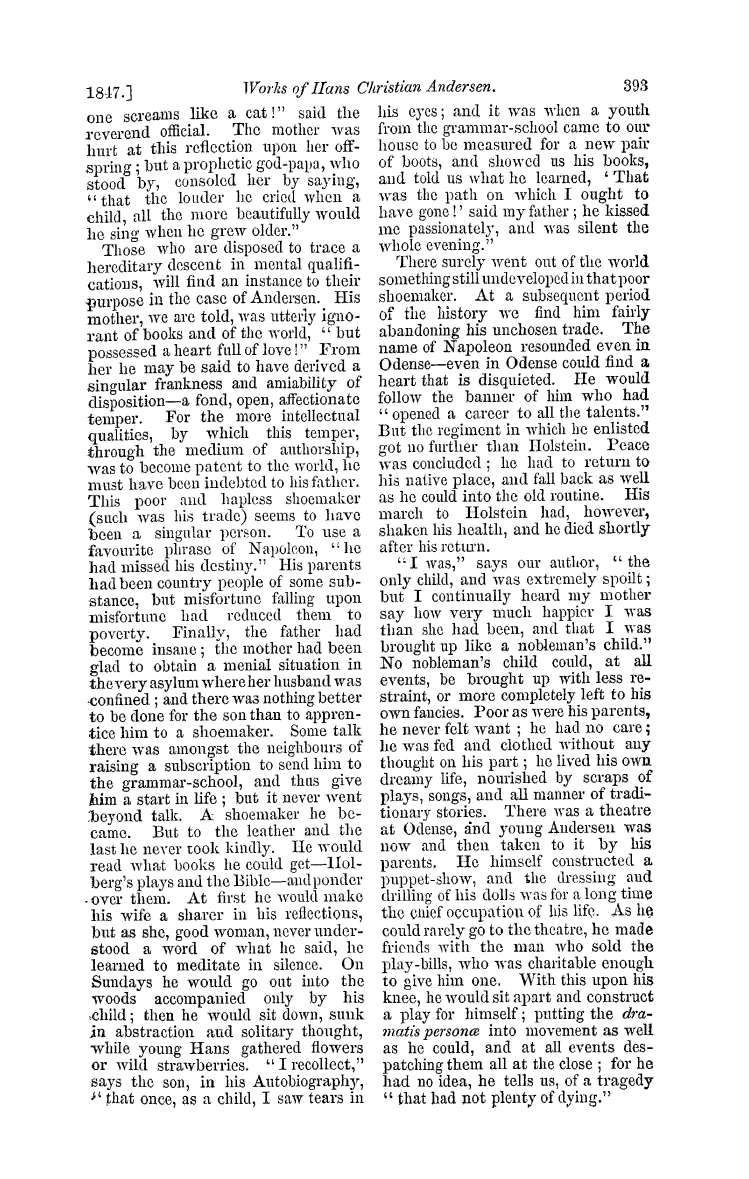 1847.] Works of Hans Christian Andersen. 393
one screams like a cat!" said the
reverend official. The mother was
hurt at this reflection upon her off-
spring; but a prophetic god-papa, who
stood by, consoled her by saying,
"that the louder he cried when a
child, all the more beautifully would
he sing when he grew older."
Those who are disposed to trace a
hereditary descent in mental qualifi-
cations, will find an instance to their
purpose in the case of Andersen. His
mother, we are told, was utterly igno-
rant of books and of the world, "but
possessed a heart full of love!" From
her he may be said to have derived a
singular frankness and amiability of
disposition—a fond, open, affectionate
temper. For the more intellectual
qualities, by which this temper,
through the medium of authorship,
was to become patent to the world, he
must have been indebted to his father.
This poor and hapless shoemaker
(such was his trade) seems to have
been a singular person. To use a
favourite phrase of Napoleon, "he
had missed his destiny." His parents
had been country people of some sub-
stance, but misfortune falling upon
misfortune had reduced them to
poverty. Finally, the father had
become insane; the mother had been
glad to obtain a menial situation in
the very asylum where her husband was
confined; and there was nothing better
to be done for the son than to appren-
tice him to a shoemaker. Some talk
there was amongst the neighbours of
raising a subscription to send him to
the grammar-school, and thus give
him a start in life; but it never went
beyond talk. A shoemaker he be-
came. But to the leather and the
last he never took kindly. He would
read what books he could get—Hol-
berg's plays and the Bible—and ponder
over them. At first he would make
his wife a sharer in his reflections,
but as she, good woman, never under-
stood a word of what he said, he
learned to meditate in silence. On
Sundays he would go out into the
woods accompanied only by his
child; then he would sit down, sunk
in abstraction and solitary thought,
while young Hans gathered flowers
or wild strawberries. "I recollect,"
says the son, in his Autobiography,
"that once, as a child, I saw tears in
his eyes; and it was when a youth
from the grammar-school came to our
house to be measured for a new pair
of boots, and showed us his books,
and told us what he learned, 'That
was the path on which I ought to
have gone!' said my father; he kissed
me passionately, and was silent the
whole evening."
There surely went out of the world
something still undeveloped in that poor
shoemaker. At a subsequent period
of the history we find him fairly
abandoning his unchosen trade. The
name of Napoleon resounded even in
Odense—even in Odense could find a
heart that is disquieted. He would
follow the banner of him who had
"opened a career to all the talents."
But the regiment in which he enlisted
got no further than Holstein. Peace
was concluded; he had to return to
his native place, and fall back as well
as he could into the old routine. His
march to Holstein had, however,
shaken his health, and he died shortly
after his return.
"I was," says our author, "the
only child, and was extremely spoilt;
but I continually heard my mother
say how very much happier I was
than she had been, and that I was
brought up like a nobleman's child."
No nobleman's child could, at all
events, be brought up with less re-
straint, or more completely left to his
own fancies. Poor as were his parents,
he never felt want; he had no care;
he was fed and clothed without any
thought on his part; he lived his own
dreamy life, nourished by scraps of
plays, songs, and all manner of tradi-
tionary stories. There was a theatre
at Odense, and young Andersen was
now and then taken to it by his
parents. He himself constructed a
puppet-show, and the dressing and
drilling of his dolls was for a long time
the chief occupation of his life. As he
could rarely go to the theatre, he made
friends with the man who sold the
play-bills, who was charitable enough
to give him one. With this upon his
knee, he would sit apart and construct
a play for himself; putting the dra-
matis personæ into movement as well
as he could, and at all events des-
patching them all at the close; for he
had no idea, he tells us, of a tragedy
"that had not plenty of dying."